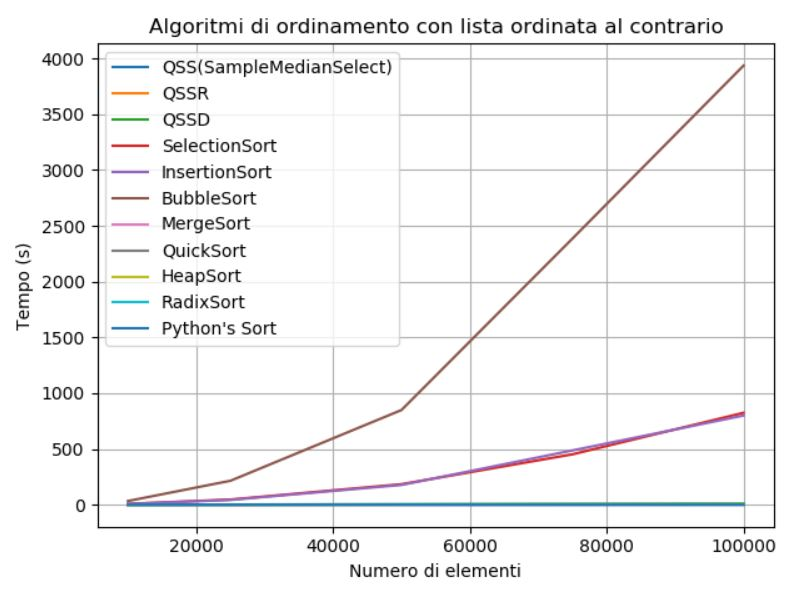 Algoritmi di ordinamento con lista ordinata al contrario
4000
3500
3000
2500
2000
1500
1000
500
0
Tempo (s)
QSS(SampleMedianSelect)
QSSR
QSSD
SelectionSort
InsertionSort
BubbleSort
MergeSort
QuickSort
HeapSort
RadixSort
Python's Sort
20000 40000 60000 80000 100000
Numero di elementi